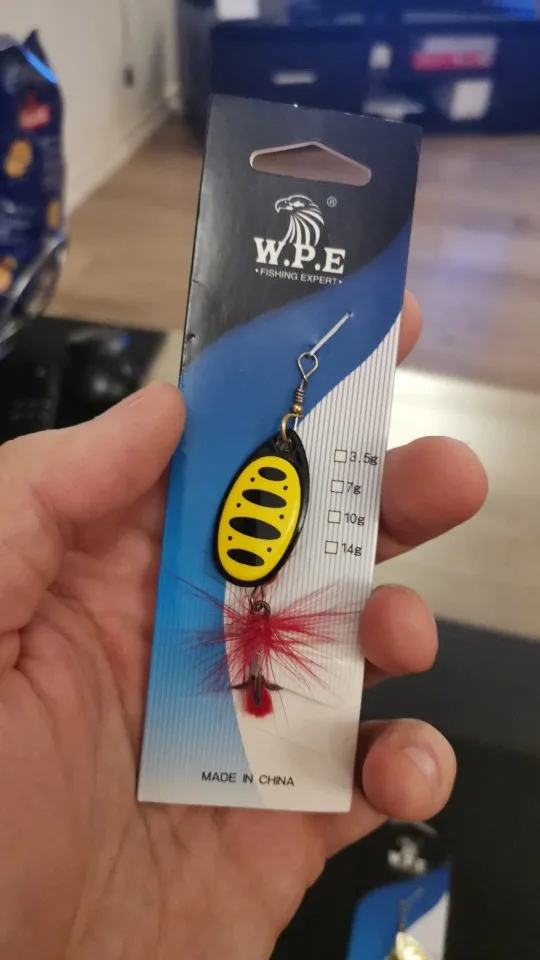 ®
W.P.E
•FISHING EXPERT•
3.5g
7g
10g
14g
MADE IN CHINA
W.P.E